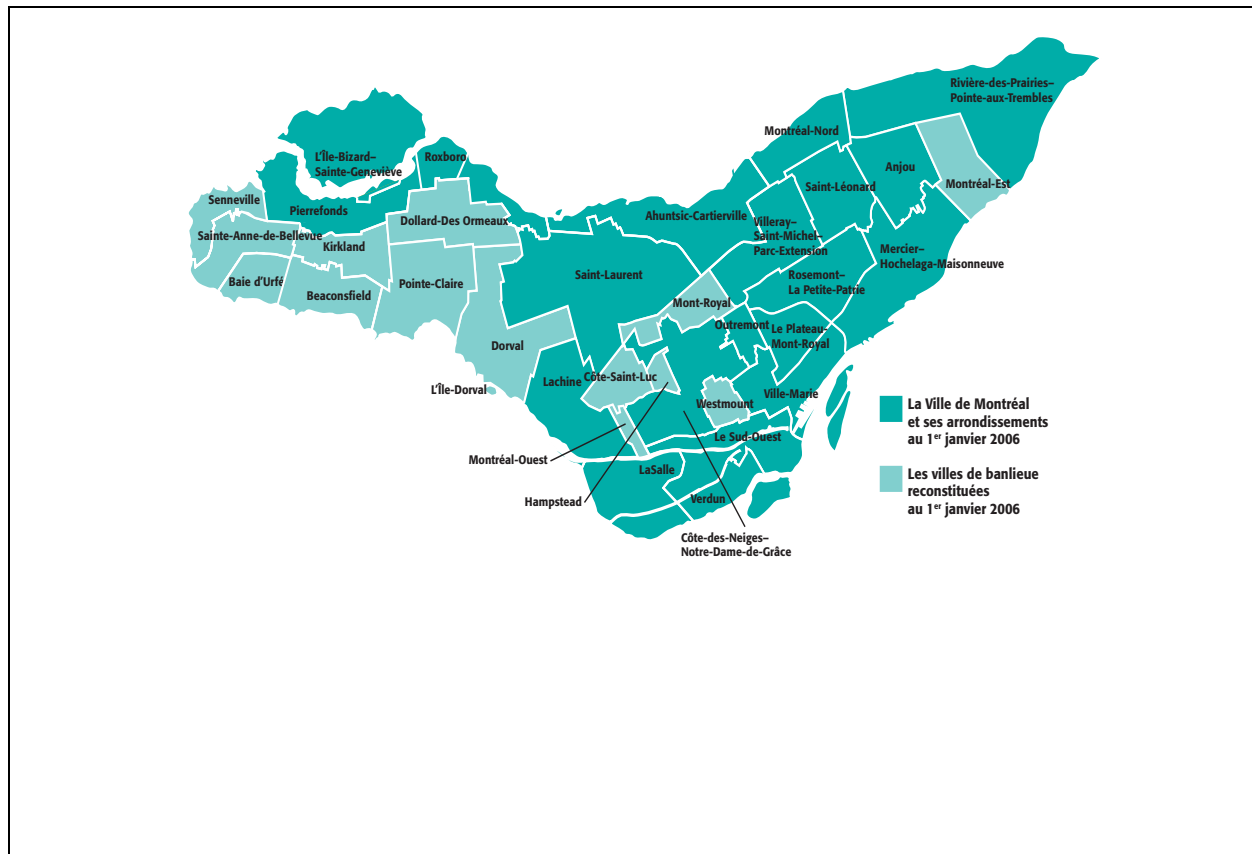 Rivière-des-Prairies–
Pointe-aux-Trembles
Montréal-Nord
L'Île-Bizard–
Sainte-Geneviève
Roxboro
Anjou
Saint-Léonard
Montréal-Est
Senneville
Pierrefonds
Dollard-Des Ormeaux
Ahuntsic-Cartierville
Villeray–
Saint-Michel–
Parc-Extension
Sainte-Anne-de-Bellevue
Kirkland
Mercier–
Hochelaga-Maisonneuve
Saint-Laurent
Rosemont–
La Petite-Patrie
Baie d'Urfé
Beaconsfield
Pointe-Claire
Mont-Royal
Outremont
Le Plateau-
Mont-Royal
Dorval
Lachine
Côte-Saint-Luc
L'Île-Dorval
Ville-Marie
Westmount
Le Sud-Ouest
Montréal-Ouest
LaSalle
Hampstead
Verdun
Côte-des-Neiges–
Notre-Dame-de-Grâce
La Ville de Montréal
et ses arrondissements
au 1er janvier 2006
Les villes de banlieue
reconstituées
au 1er janvier 2006